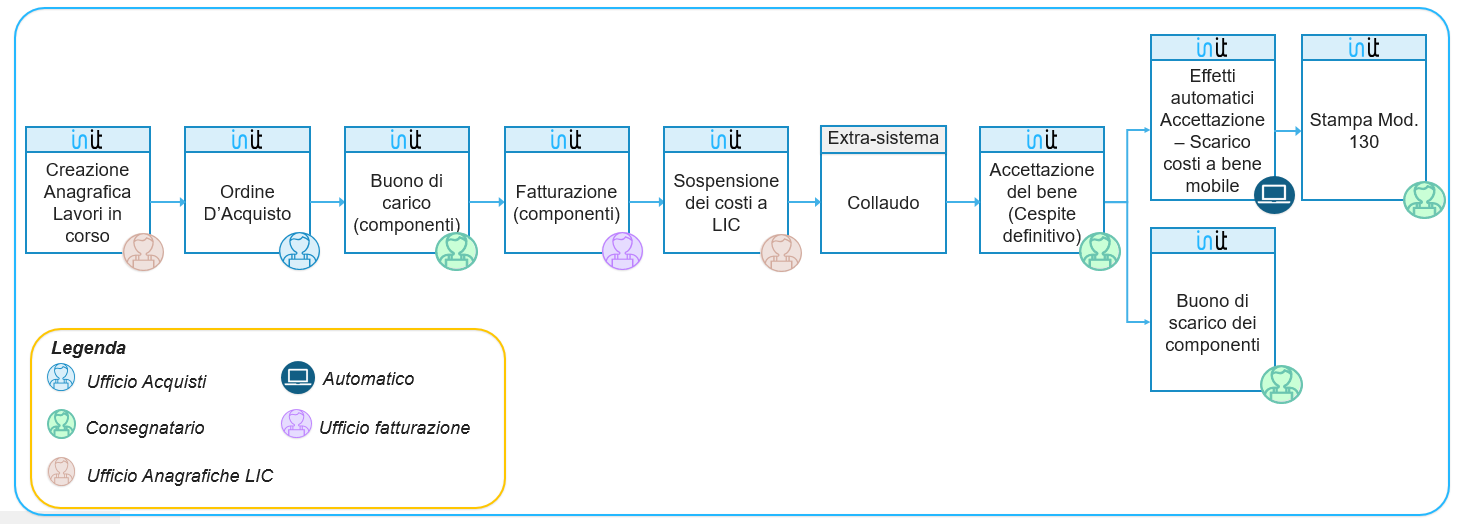 init
Creazione
Anagrafica
Lavori in
corso
init
Ordine
D'Acquisto
init
Buono di
carico
(componenti)
init
Fatturazione
(componenti)
init
Sospensione
dei costi a
LIC
Extra-sistema
Collaudo
init
Accettazione
del bene
(Cespite
definitivo)
init
Effetti
automatici
Accettazione
– Scarico
costi a bene
mobile
init
Stampa Mod.
130
init
Buono di
scarico dei
componenti
Legenda
Ufficio Acquisti
Automatico
Consegnatario
Ufficio fatturazione
Ufficio Anagrafiche LIC